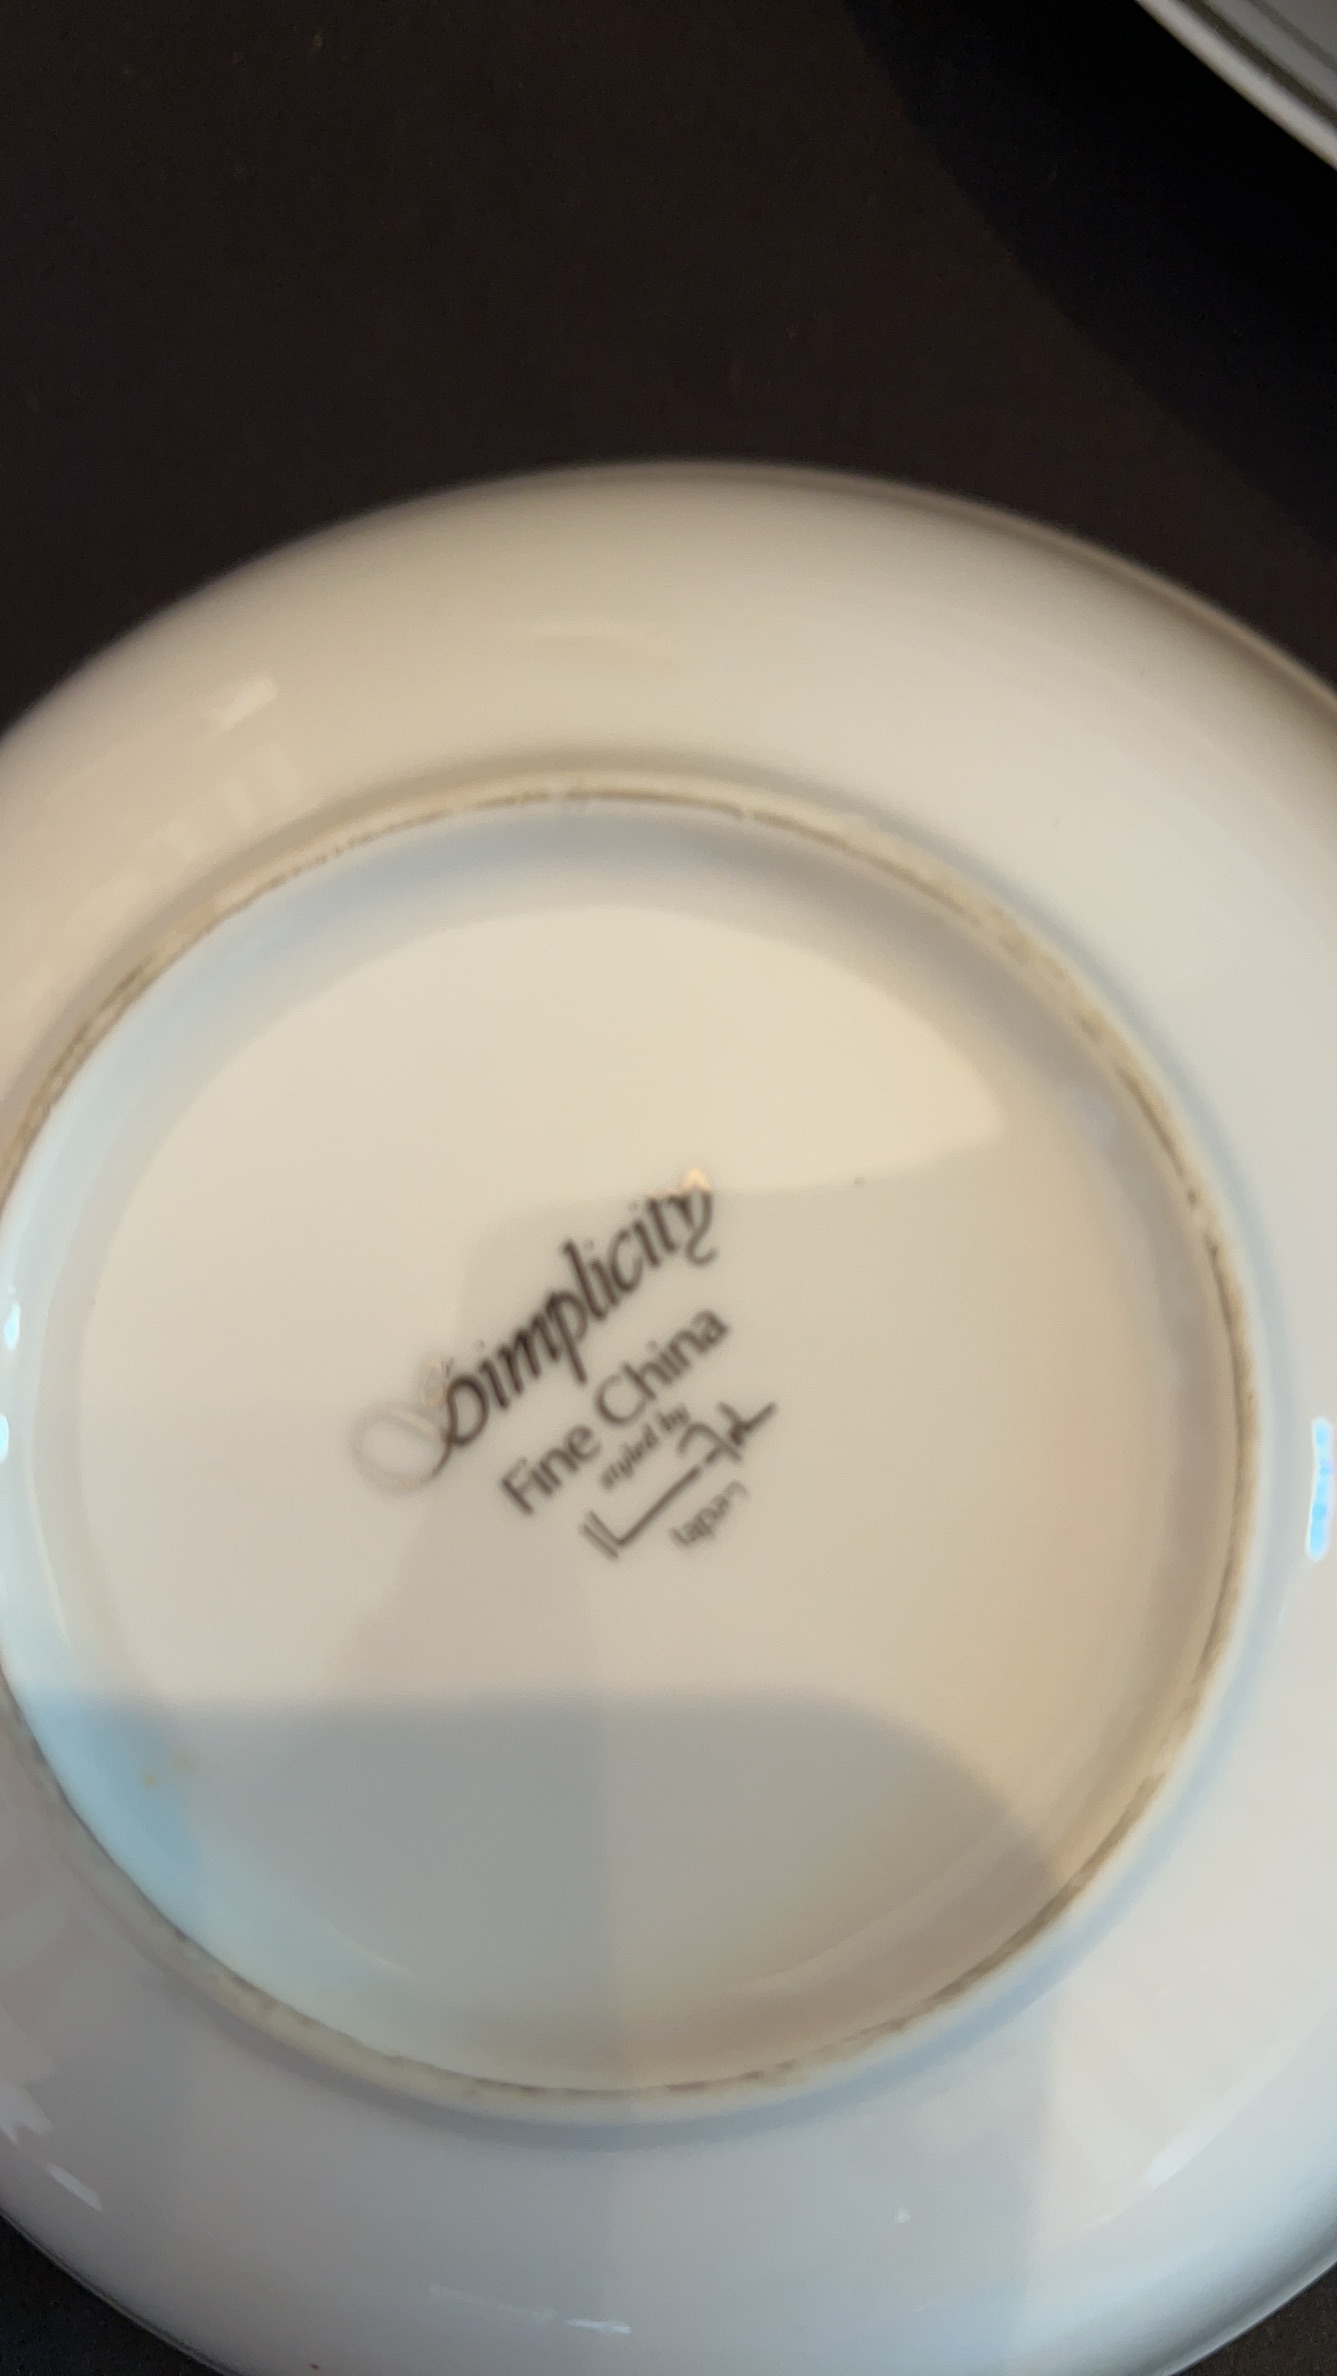 Simplicity
Fine China
styled by
Japan